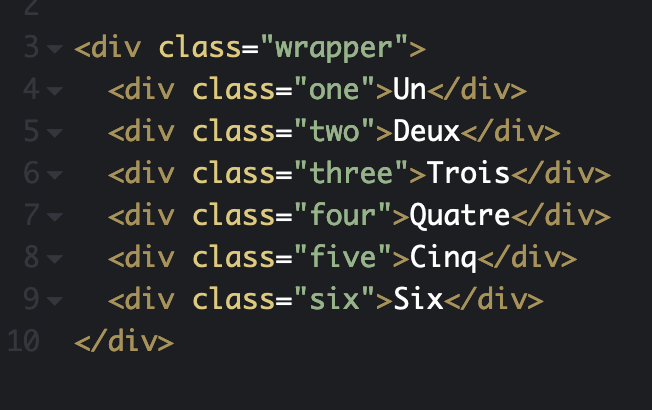 2
3 <div class="wrapper">
4 <div class="one">Un</div>
5 <div class="two">Deux</div>
6 <div class="three">Trois</div>
7 <div class="four">Quatre</div>
8 <div class="five">Cinq</div>
9 <div class="six">Six</div>
10 </div>